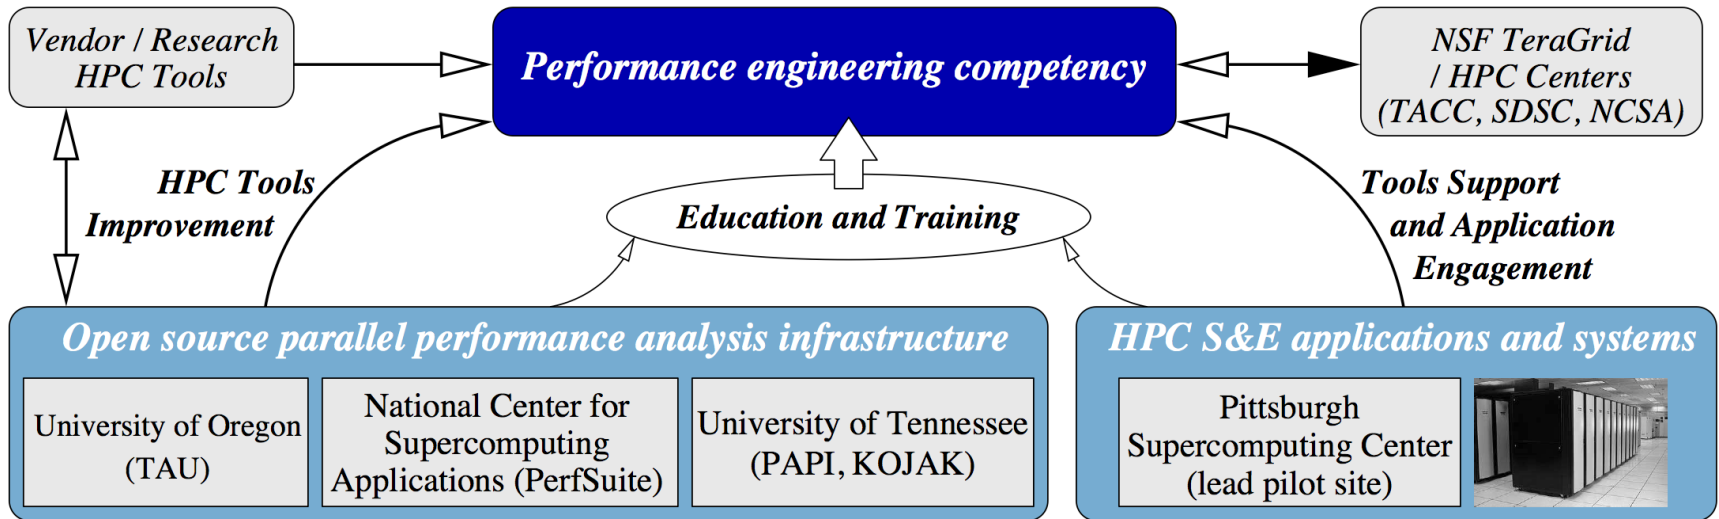 Vendor / Research
HPC Tools
Performance engineering competency
NSF TeraGrid
/ HPC Centers
(TACC, SDSC, NCSA)
HPC Tools
Improvement
Education and Training
Tools Support
and Application
Engagement
Open source parallel performance analysis infrastructure
University of Oregon
(TAU)
National Center for
Supercomputing
Applications (PerfSuite)
University of Tennessee
(PAPI, KOJAK)
HPC S&E applications and systems
Pittsburgh
Supercomputing Center
(lead pilot site)